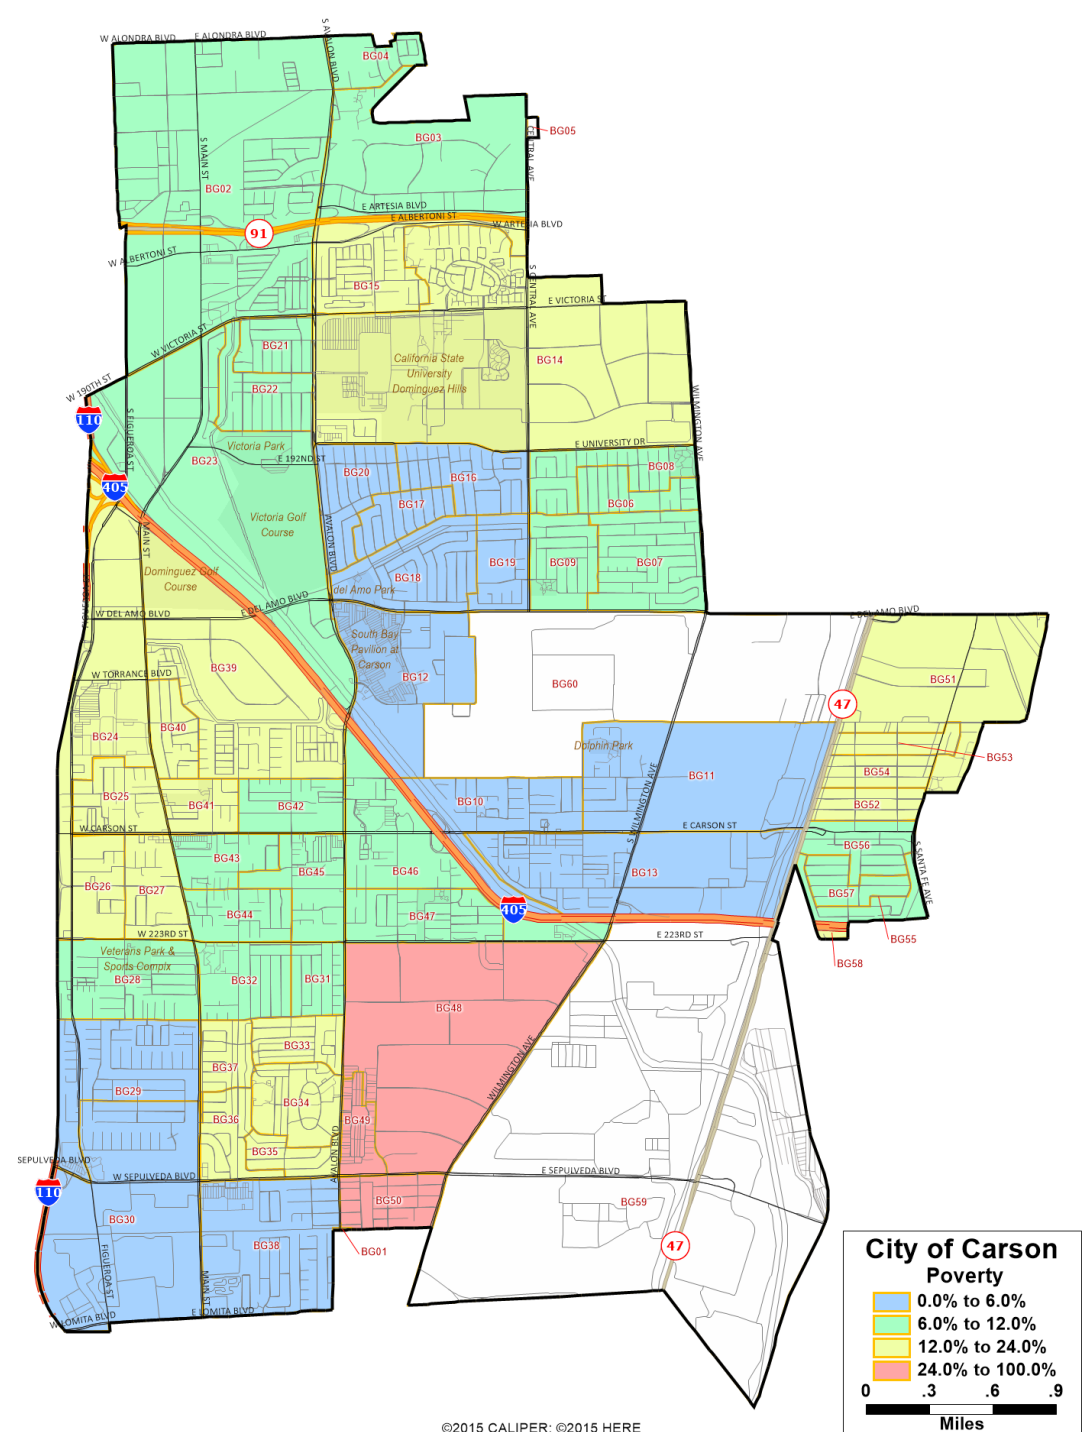 W ALONDRA BLVD
E ALONDRA BLVD
S AVALON BLVD
BG04
BG05
CENTRAL AVE
BG03
S MAIN ST
BG02
E ARTESIA BLVD
E ALBERTONI ST
W ARTESIA BLVD
91
W ALBERTONI ST
BG15
S CENTRAL AVE
E VICTORIA ST
W VICTORIA ST
BG21
California State
University
Dominguez Hills
BG14
BG22
W 190TH ST
110
S FIGUEROA ST
WILMINGTON AVE
Victoria Park
E UNIVERSITY DR
BG23
E 192ND ST
BG20
BG16
BG08
405
BG17
BG06
Victoria Golf
Course
MAIN ST
AVALON BLVD
BG19
BG09
BG07
Dominguez Golf
Course
BG18
del Amo Park
W DEL AMO BLVD
E DEL AMO BLVD
E DEL AMO BLVD
South Bay
Pavilion at
Carson
BG39
W TORRANCE BLVD
BG12
BG60
BG51
47
BG40
BG24
Dolphin Park
BG53
BG54
BG11
BG25
BG41
BG42
BG10
BG52
W CARSON ST
E CARSON ST
S WILMINGTON AVE
BG43
BG45
BG46
BG13
BG56
S SANTA FE AVE
BG26
BG27
BG57
405
BG44
BG47
W 223RD ST
E 223RD ST
BG55
Veterans Park &
Sports Complx
BG28
BG32
BG31
BG58
BG48
BG33
BG37
WILMINGTON AVE
BG29
BG34
BG36
BG49
BG35
AVALON BLVD
SEPULVEDA BLVD
W SEPULVEDA BLVD
E SEPULVEDA BLVD
110
BG50
BG59
BG30
BG38
BG01
47
FIGUEROA ST
MAIN ST
W LOMITA BLVD
E LOMITA BLVD
City of Carson
Poverty
0.0% to 6.0%
6.0% to 12.0%
12.0% to 24.0%
24.0% to 100.0%
0 .3 .6 .9
Miles
©2015 CALIPER; ©2015 HERE